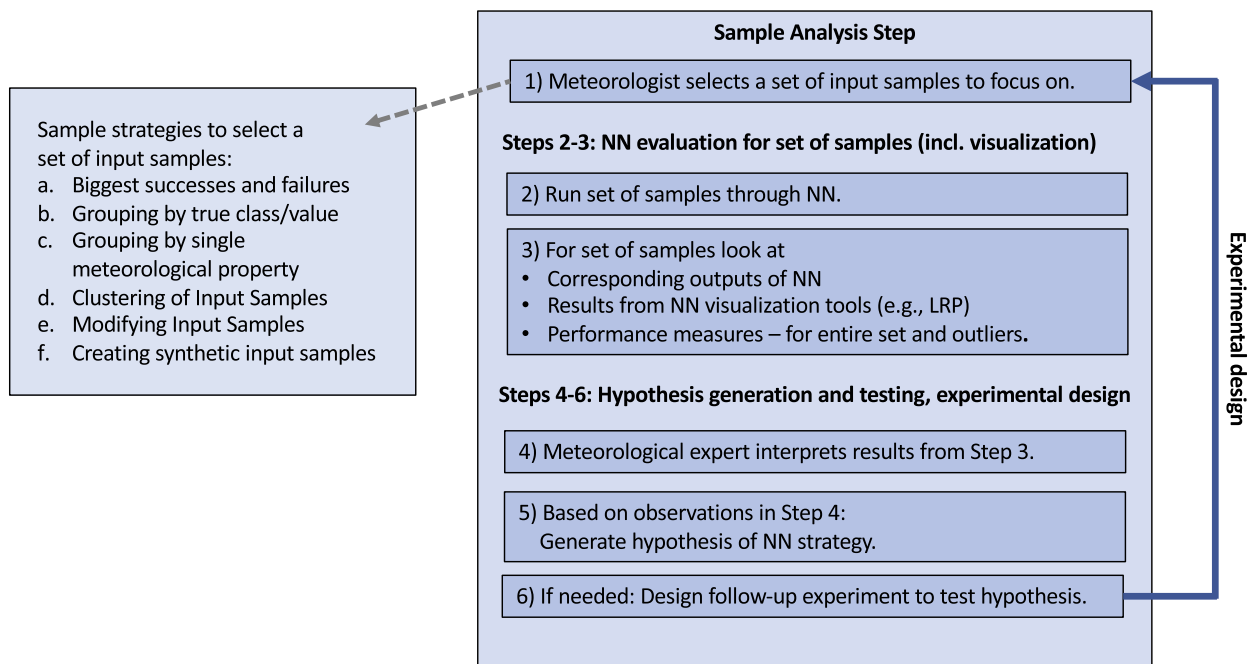 Sample Analysis Step
1) Meteorologist selects a set of input samples to focus on.
Sample strategies to select a
set of input samples:
a. Biggest successes and failures
b. Grouping by true class/value
c. Grouping by single
meteorological property
d. Clustering of Input Samples
e. Modifying Input Samples
f. Creating synthetic input samples
Steps 2-3: NN evaluation for set of samples (incl. visualization)
2) Run set of samples through NN.
3) For set of samples look at
• Corresponding outputs of NN
• Results from NN visualization tools (e.g., LRP)
• Performance measures – for entire set and outliers.
Steps 4-6: Hypothesis generation and testing, experimental design
4) Meteorological expert interprets results from Step 3.
5) Based on observations in Step 4:
Generate hypothesis of NN strategy.
6) If needed: Design follow-up experiment to test hypothesis.
Experimental design